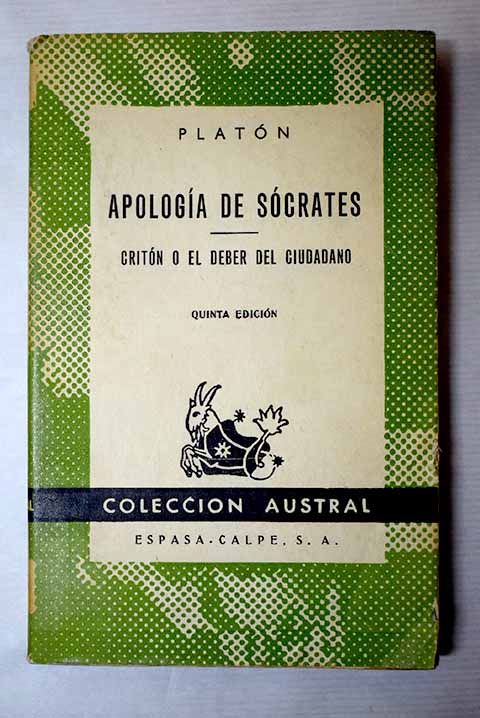 PLATÓN
APOLOGÍA DE SÓCRATES
CRITÓN O EL DEBER DEL CIUDADANO
QUINTA EDICIÓN
COLECCION AUSTRAL
ESPASA-CALPE, S. A.